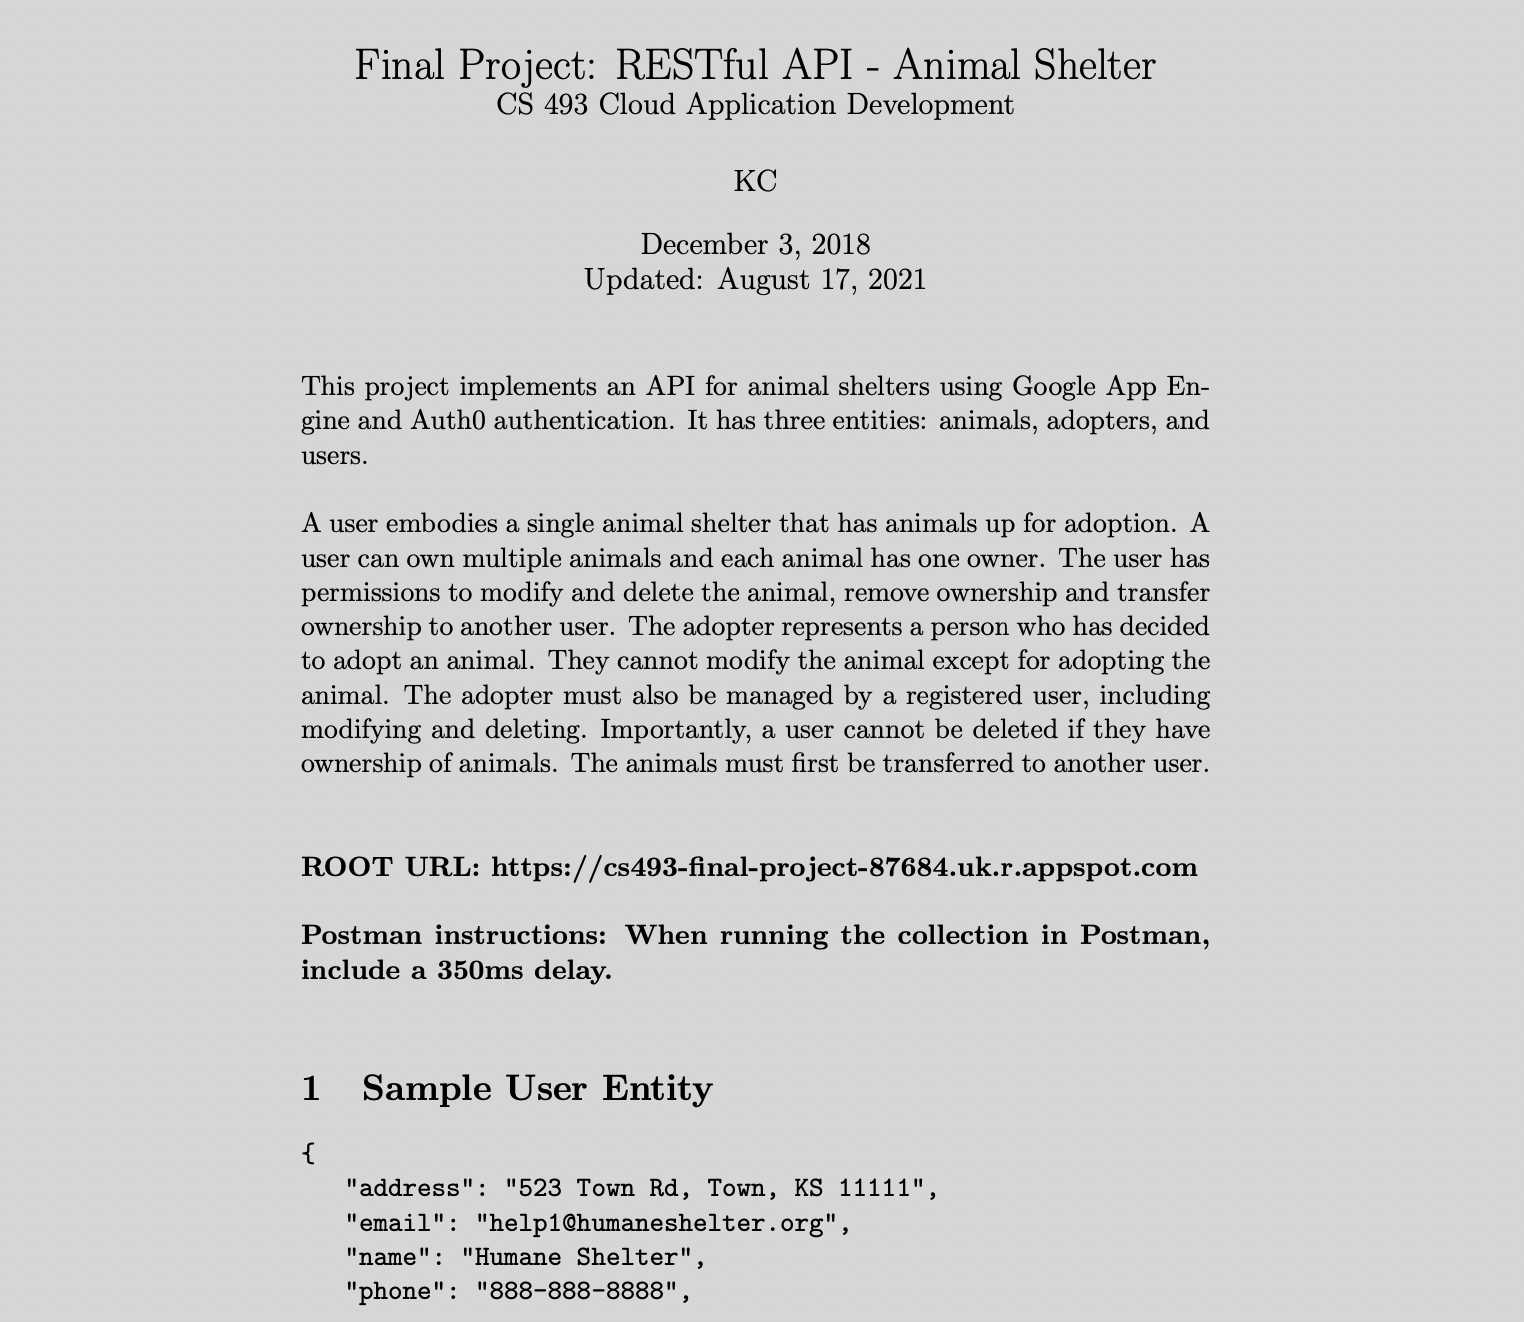 Final Project: RESTful API - Animal Shelter
CS 493 Cloud Application Development
KC
December 3, 2018
Updated: August 17, 2021
This project implements an API for animal shelters using Google App En-
gine and Auth0 authentication. It has three entities: animals, adopters, and
users.
A user embodies a single animal shelter that has animals up for adoption. A
user can own multiple animals and each animal has one owner. The user has
permissions to modify and delete the animal, remove ownership and transfer
ownership to another user. The adopter represents a person who has decided
to adopt an animal. They cannot modify the animal except for adopting the
animal. The adopter must also be managed by a registered user, including
modifying and deleting. Importantly, a user cannot be deleted if they have
ownership of animals. The animals must first be transferred to another user.
ROOT URL: https://cs493-final-project-87684.uk.r.appspot.com
Postman instructions: When running the collection in Postman,
include a 350ms delay.
1 Sample User Entity
{
"address": "523 Town Rd, Town, KS 11111",
"email": "help1@humaneshelter.org",
"name": "Humane Shelter",
"phone": "888-888-8888",